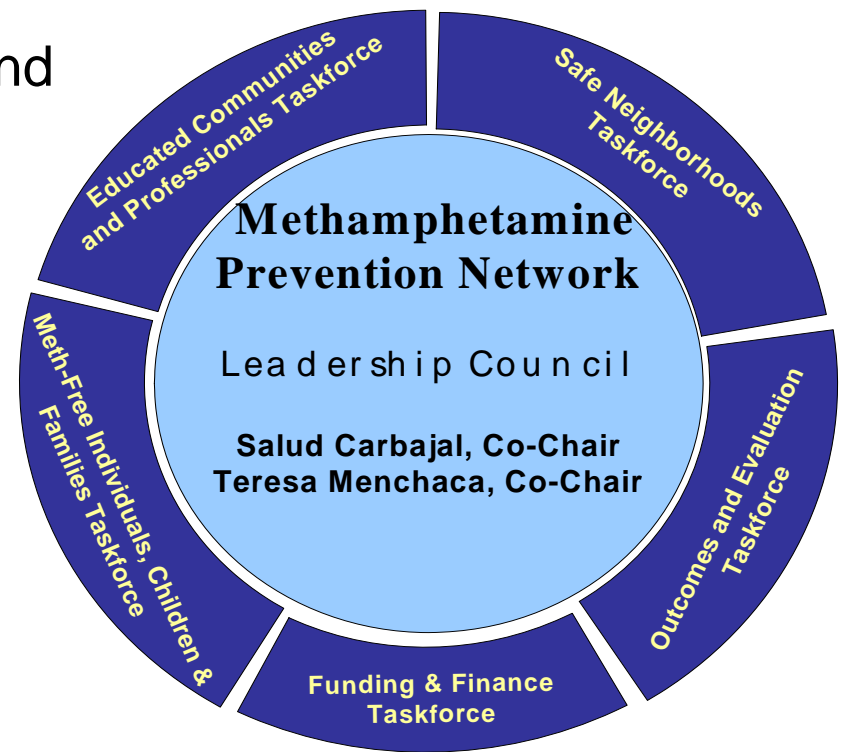 nd
Educated Communities
and Professionals Taskforce
Safe Neighborhoods
Taskforce
Methamphetamine
Prevention Network
Leadership Council
Salud Carbajal, Co-Chair
Teresa Menchaca, Co-Chair
Meth-Free Individuals, Children &
Families Taskforce
Outcomes and Evaluation
Taskforce
Funding & Finance
Taskforce